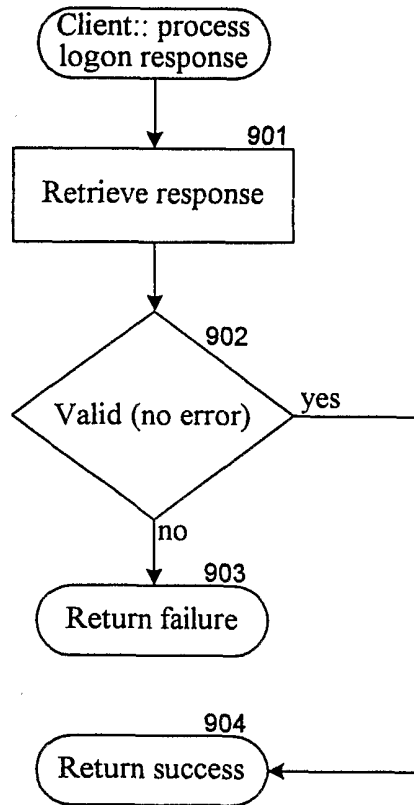 Client:: process
logon response
901
Retrieve response
902
Valid (no error)
yes
no
903
Return failure
904
Return success